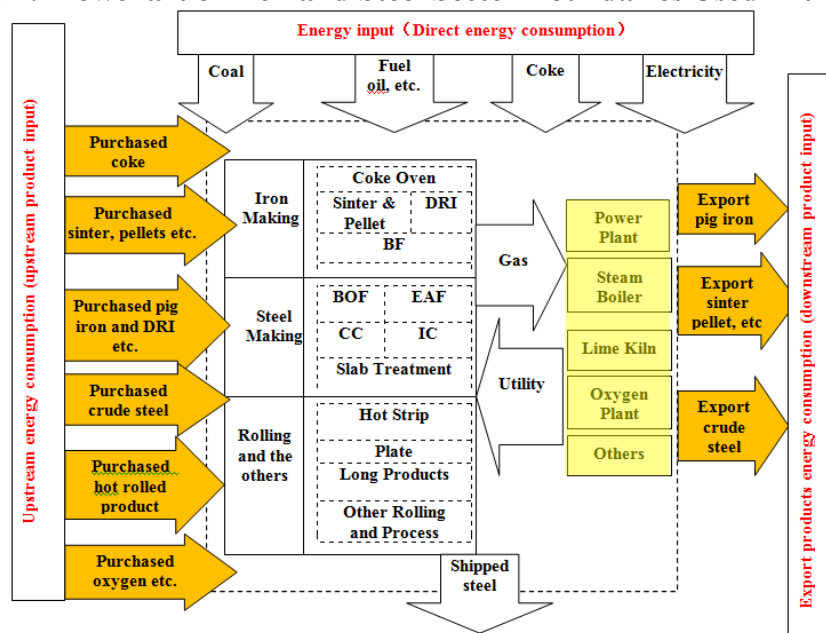 Energy input（Direct energy consumption）
Coal
Fuel
oil, etc.
Coke
Electricity
Upstream energy consumption (upstream product input)
Purchased
coke
Purchased
sinter, pellets etc.
Purchased pig
iron and DRI
etc.
Purchased
crude steel
Purchased
hot rolled
product
Purchased
oxygen etc.
Iron
Making
Coke Oven
Sinter &
Pellet
DRI
BF
Steel
Making
BOF
EAF
CC
IC
Slab Treatment
Rolling
and the
others
Hot Strip
Plate
Long Products
Other Rolling
and Process
Gas
Utility
Power
Plant
Steam
Boiler
Lime Kiln
Oxygen
Plant
Others
Shipped
steel
Export
pig iron
Export
sinter
pellet, etc
Export
crude
steel
Export products energy consumption (downstream product input)